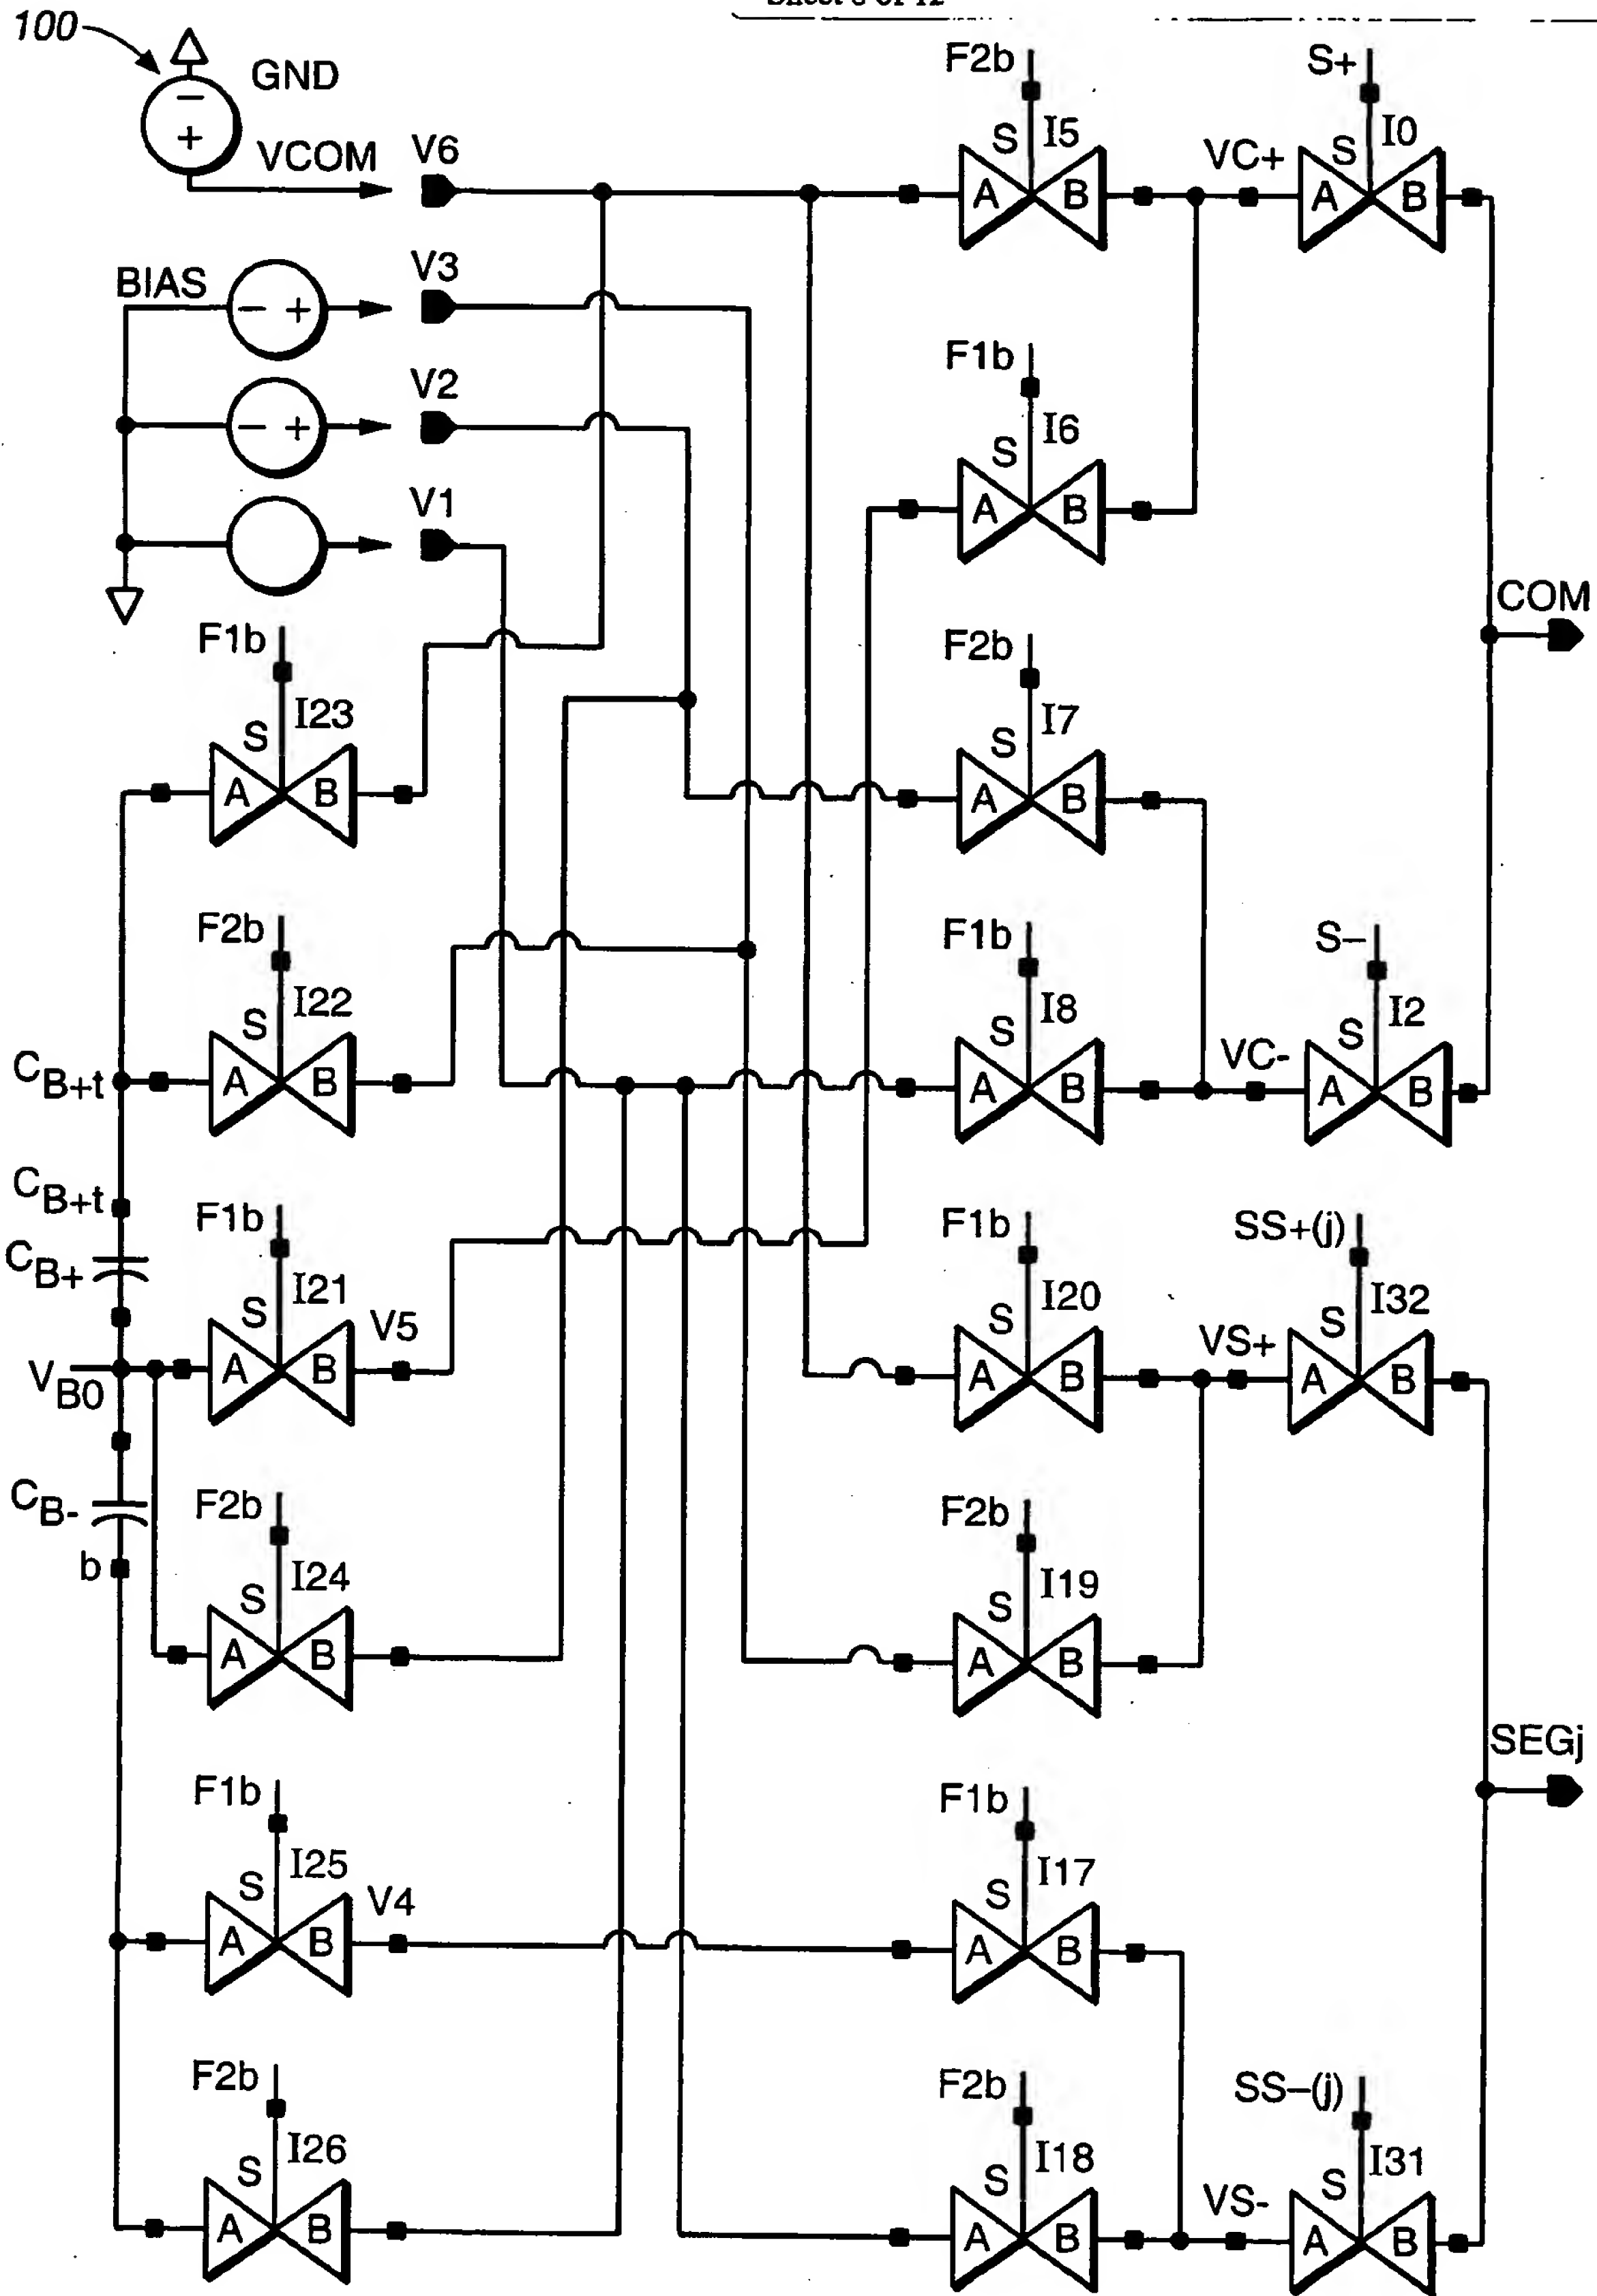 100
GND
- +
VCOM
V6
BIAS
- +
V3
- +
V2
V1
F2b
S I5
A B
VC+
S+
S I0
A B
F1b
S I6
A B
COM
F1b
S I23
A B
F2b
S I7
A B
F2b
S I22
CB+t
A B
F1b
S I8
A B
VC-
S–
S I2
A B
CB+t
CB+
F1b
S I21
VB0
A B
V5
F1b
S I20
A B
VS+
SS+(j)
S I32
A B
CB-
b
F2b
S I24
A B
F2b
S I19
A B
SEGj
F1b
S I25
A B
V4
F1b
S I17
A B
F2b
S I26
A B
F2b
S I18
A B
VS-
SS–(j)
S I31
A B